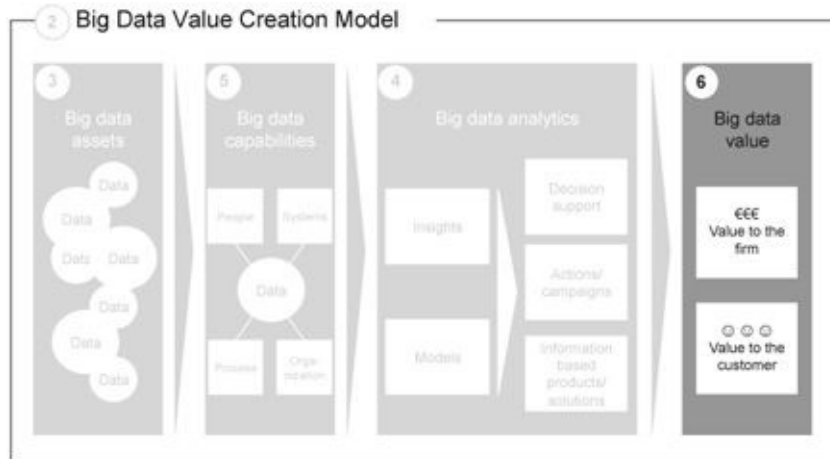 2 Big Data Value Creation Model
3
Big data
assets
Data
Data
Data
Data
Data
Data
Data
5
Big data
capabilities
People
Systems
Data
Process
Orga-
nization
4
Big data analytics
Insights
Models
Decision
support
Actions/
campaigns
Information
based
products/
solutions
6
Big data
value
€€€
Value to the
firm
☺ ☺ ☺
Value to the
customer